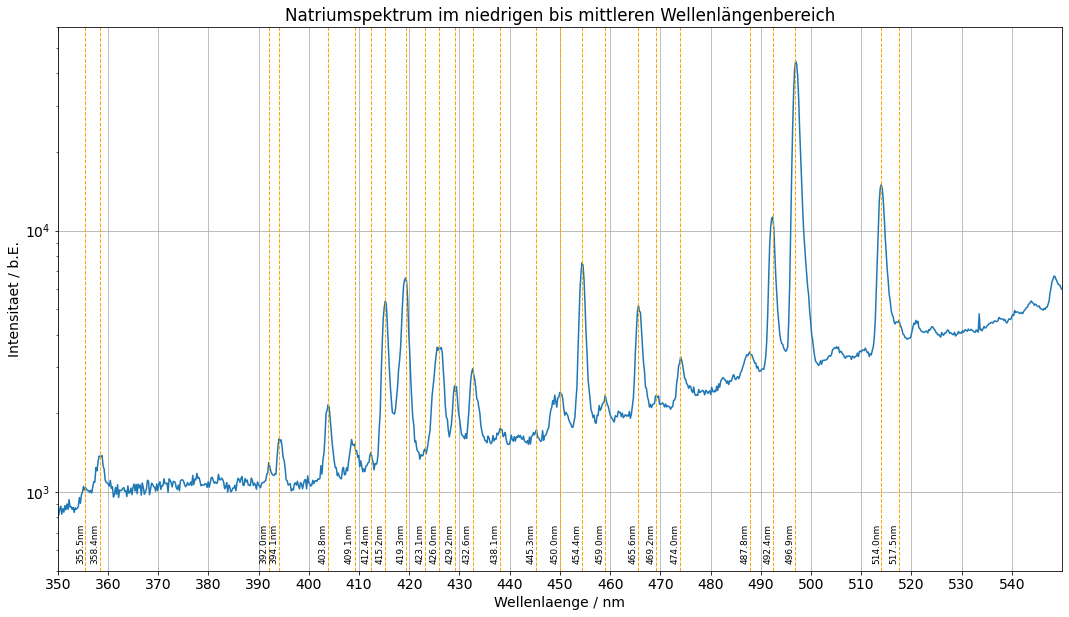 Natriumspektrum im niedrigen bis mittleren Wellenlängenbereich
Intensitaet / b.E.
10⁴
10³
355.5nm
358.4nm
392.0nm
394.1nm
403.8nm
409.1nm
412.4nm
415.2nm
419.3nm
423.1nm
426.0nm
429.2nm
432.6nm
438.1nm
445.3nm
450.0nm
454.4nm
459.0nm
465.6nm
469.2nm
474.0nm
487.8nm
492.4nm
496.9nm
514.0nm
517.5nm
350 360 370 380 390 400 410 420 430 440 450 460 470 480 490 500 510 520 530 540
Wellenlaenge / nm